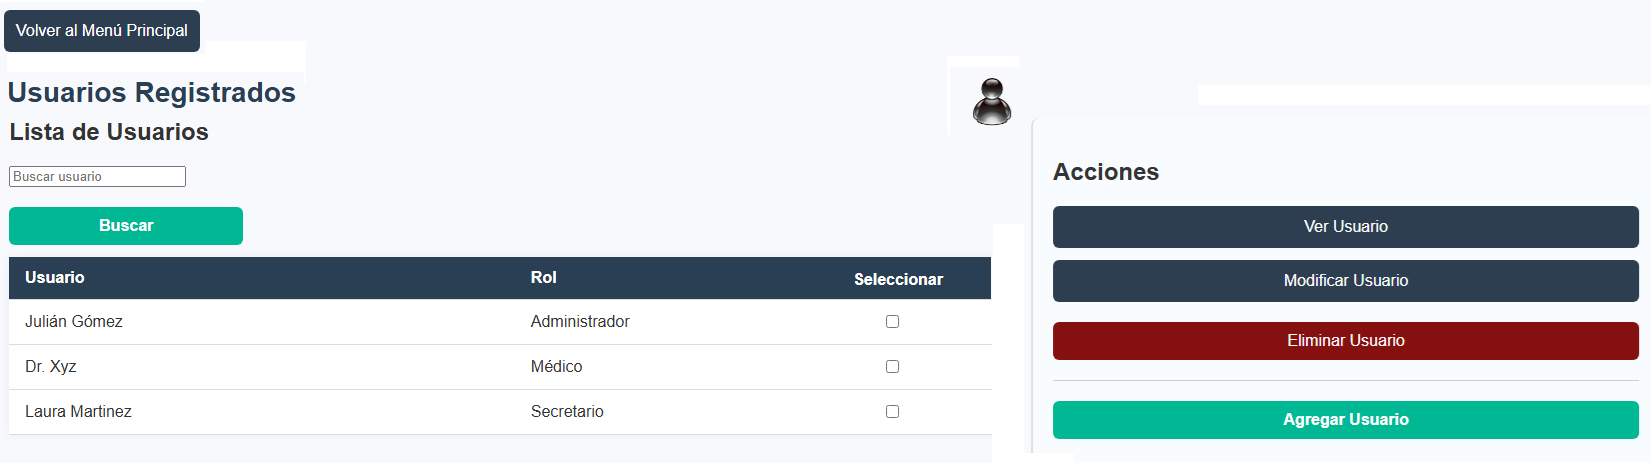 Volver al Menú Principal
Usuarios Registrados
Lista de Usuarios
Buscar usuario
Buscar
Usuario Rol Seleccionar
Julián Gómez Administrador
Dr. Xyz Médico
Laura Martinez Secretario
Acciones
Ver Usuario
Modificar Usuario
Eliminar Usuario
Agregar Usuario